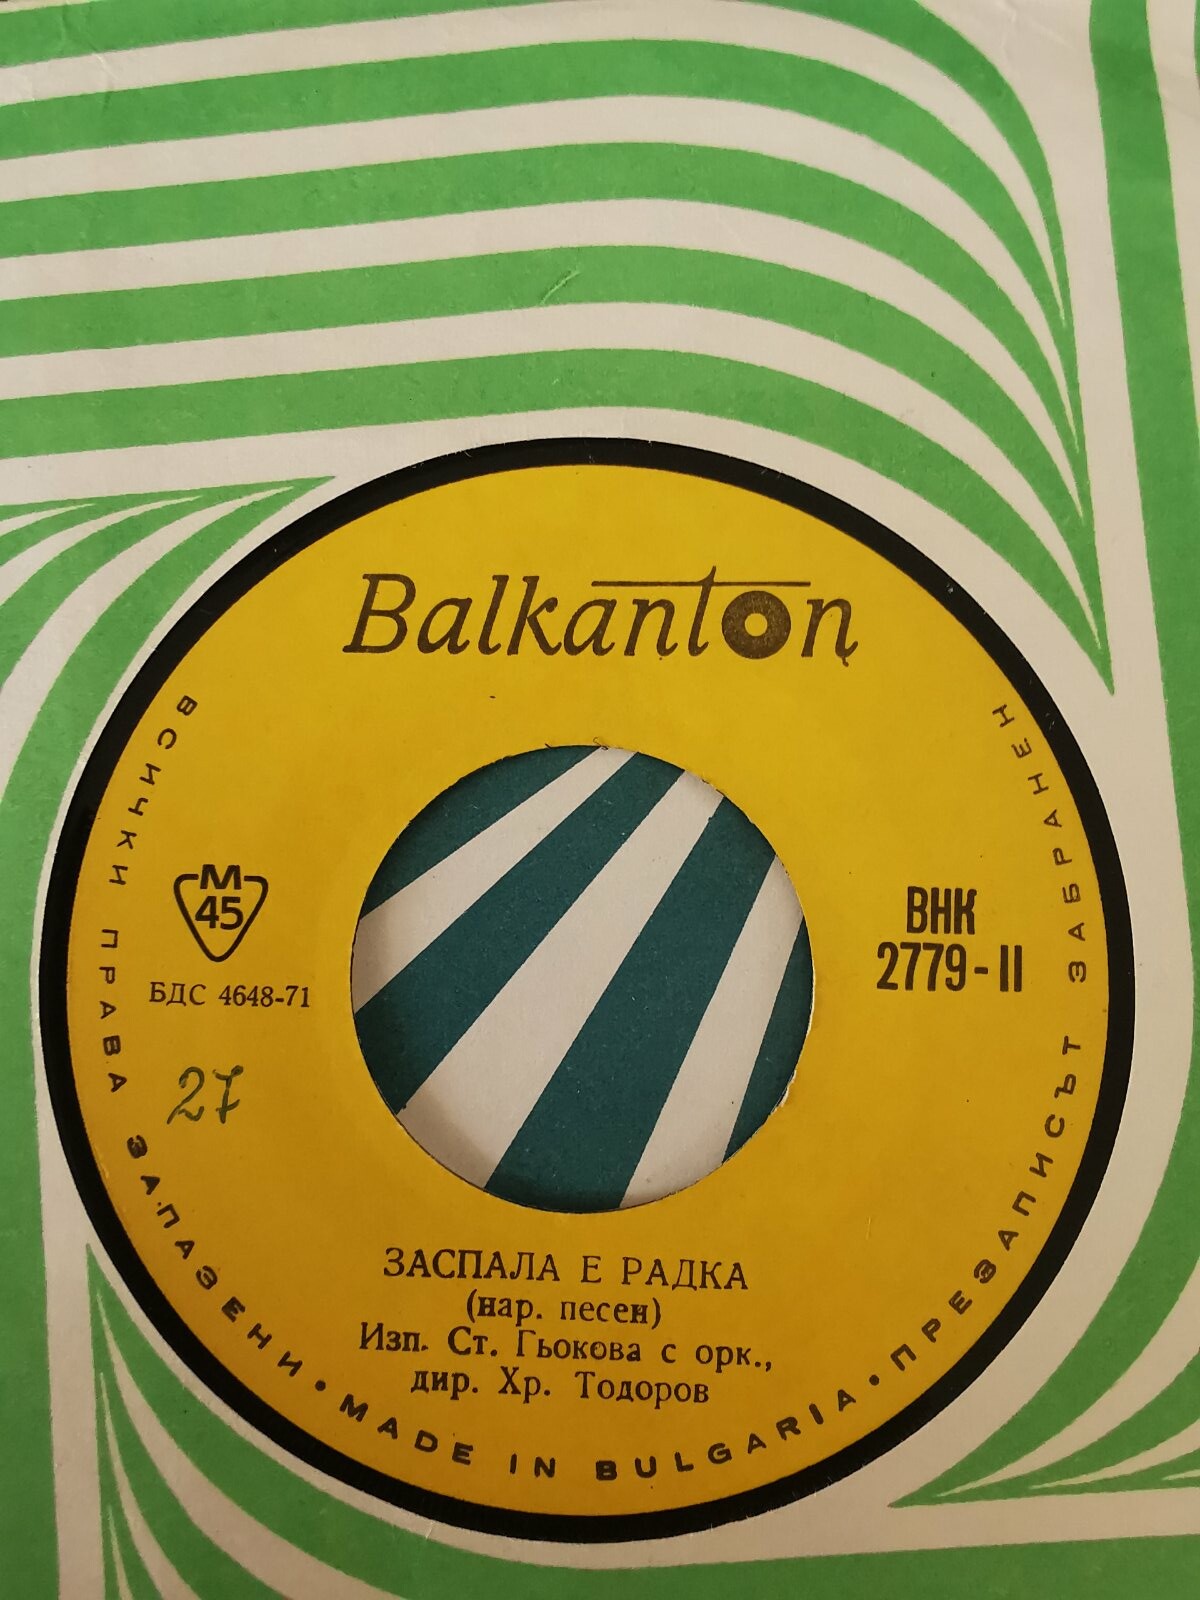 Balkanton
М
45
БДС 4648-71
27
ВНК
2779-II
ЗАСПАЛА Е РАДКА
(нар. песен)
Изп. Ст. Гьокова с орк.,
дир. Хр. Тодоров
ВСИЧКИ ПРАВА ЗАПАЗЕНИ • MADE IN BULGARIA • ПРЕЗАПИСЪТ ЗАБРАНЕН